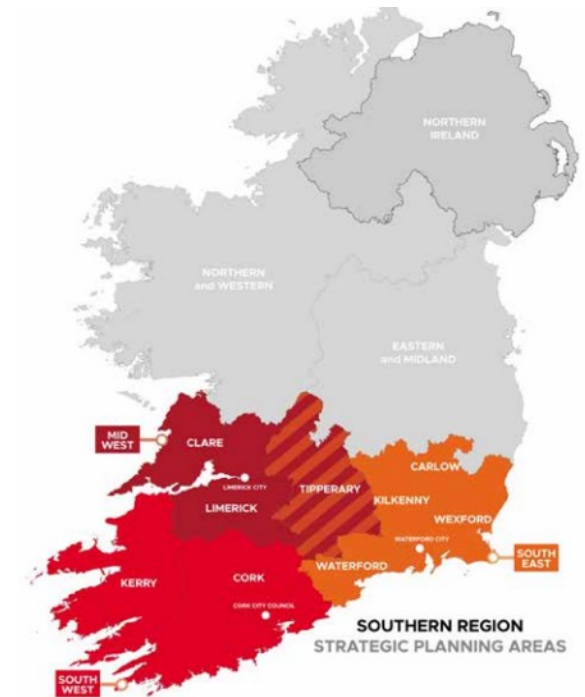 NORTHERN
IRELAND
NORTHERN
and WESTERN
EASTERN
and MIDLAND
MID
WEST
CLARE
LIMERICK CITY
LIMERICK
TIPPERARY
CARLOW
KILKENNY
WEXFORD
WATERFORD CITY
WATERFORD
SOUTH
EAST
KERRY
CORK
CORK CITY COUNCIL
SOUTH
WEST
SOUTHERN REGION
STRATEGIC PLANNING AREAS